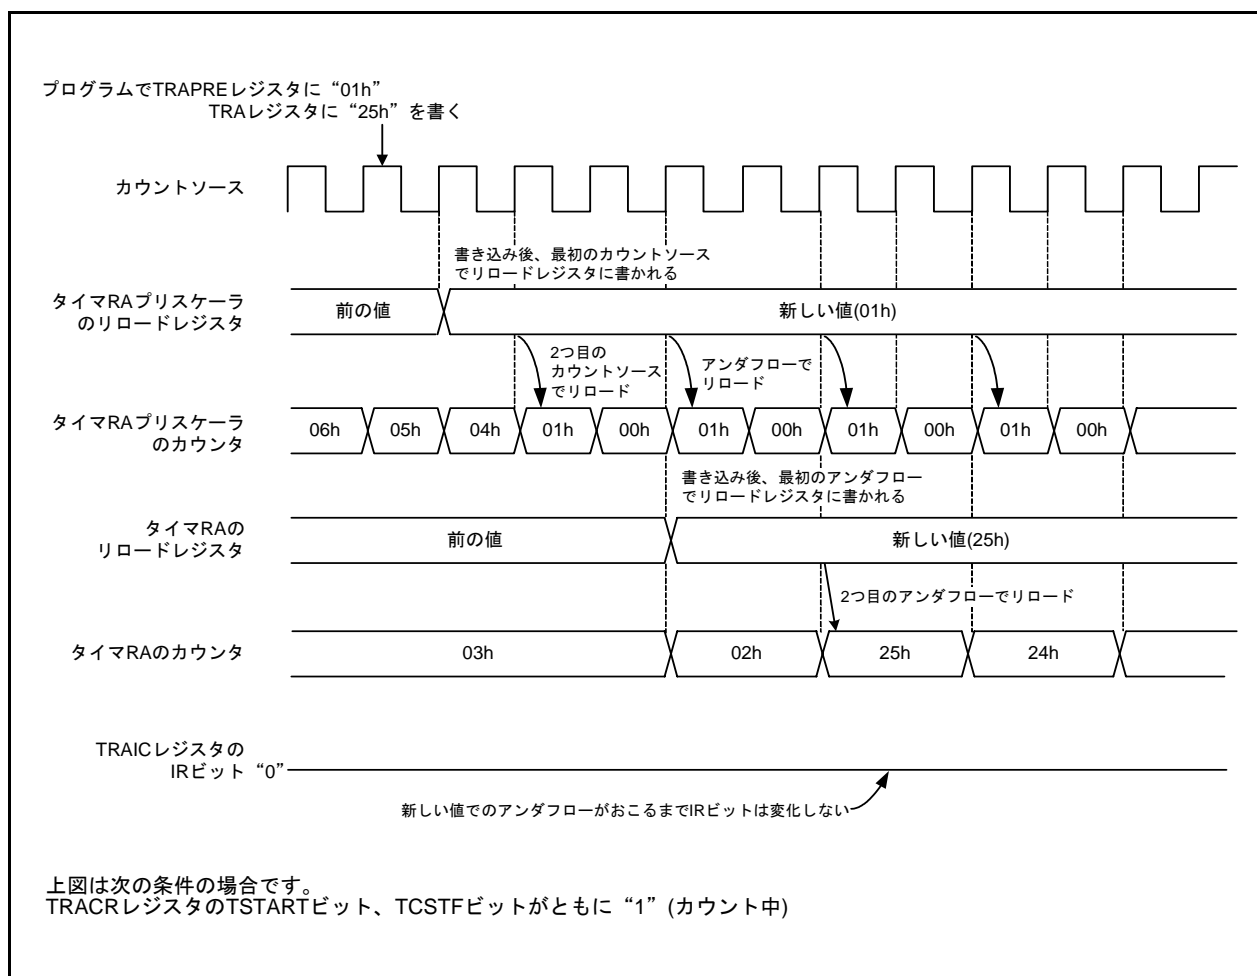 プログラムでTRAPREレジスタに“01h”
TRAレジスタに“25h”を書く
カウントソース
書き込み後、最初のカウントソース
でリロードレジスタに書かれる
タイマRAプリスケーラ
のリロードレジスタ
前の値
新しい値(01h)
2つ目の
カウントソース
でリロード
アンダフローで
リロード
タイマRAプリスケーラ
のカウンタ
06h
05h
04h
01h
00h
01h
00h
01h
00h
01h
00h
書き込み後、最初のアンダフロー
でリロードレジスタに書かれる
タイマRAの
リロードレジスタ
前の値
新しい値(25h)
2つ目のアンダフローでリロード
タイマRAのカウンタ
03h
02h
25h
24h
TRAICレジスタの
IRビット “0”
新しい値でのアンダフローがおこるまでIRビットは変化しない
上図は次の条件の場合です。
TRACRレジスタのTSTARTビット、TCSTFビットがともに“1”(カウント中)